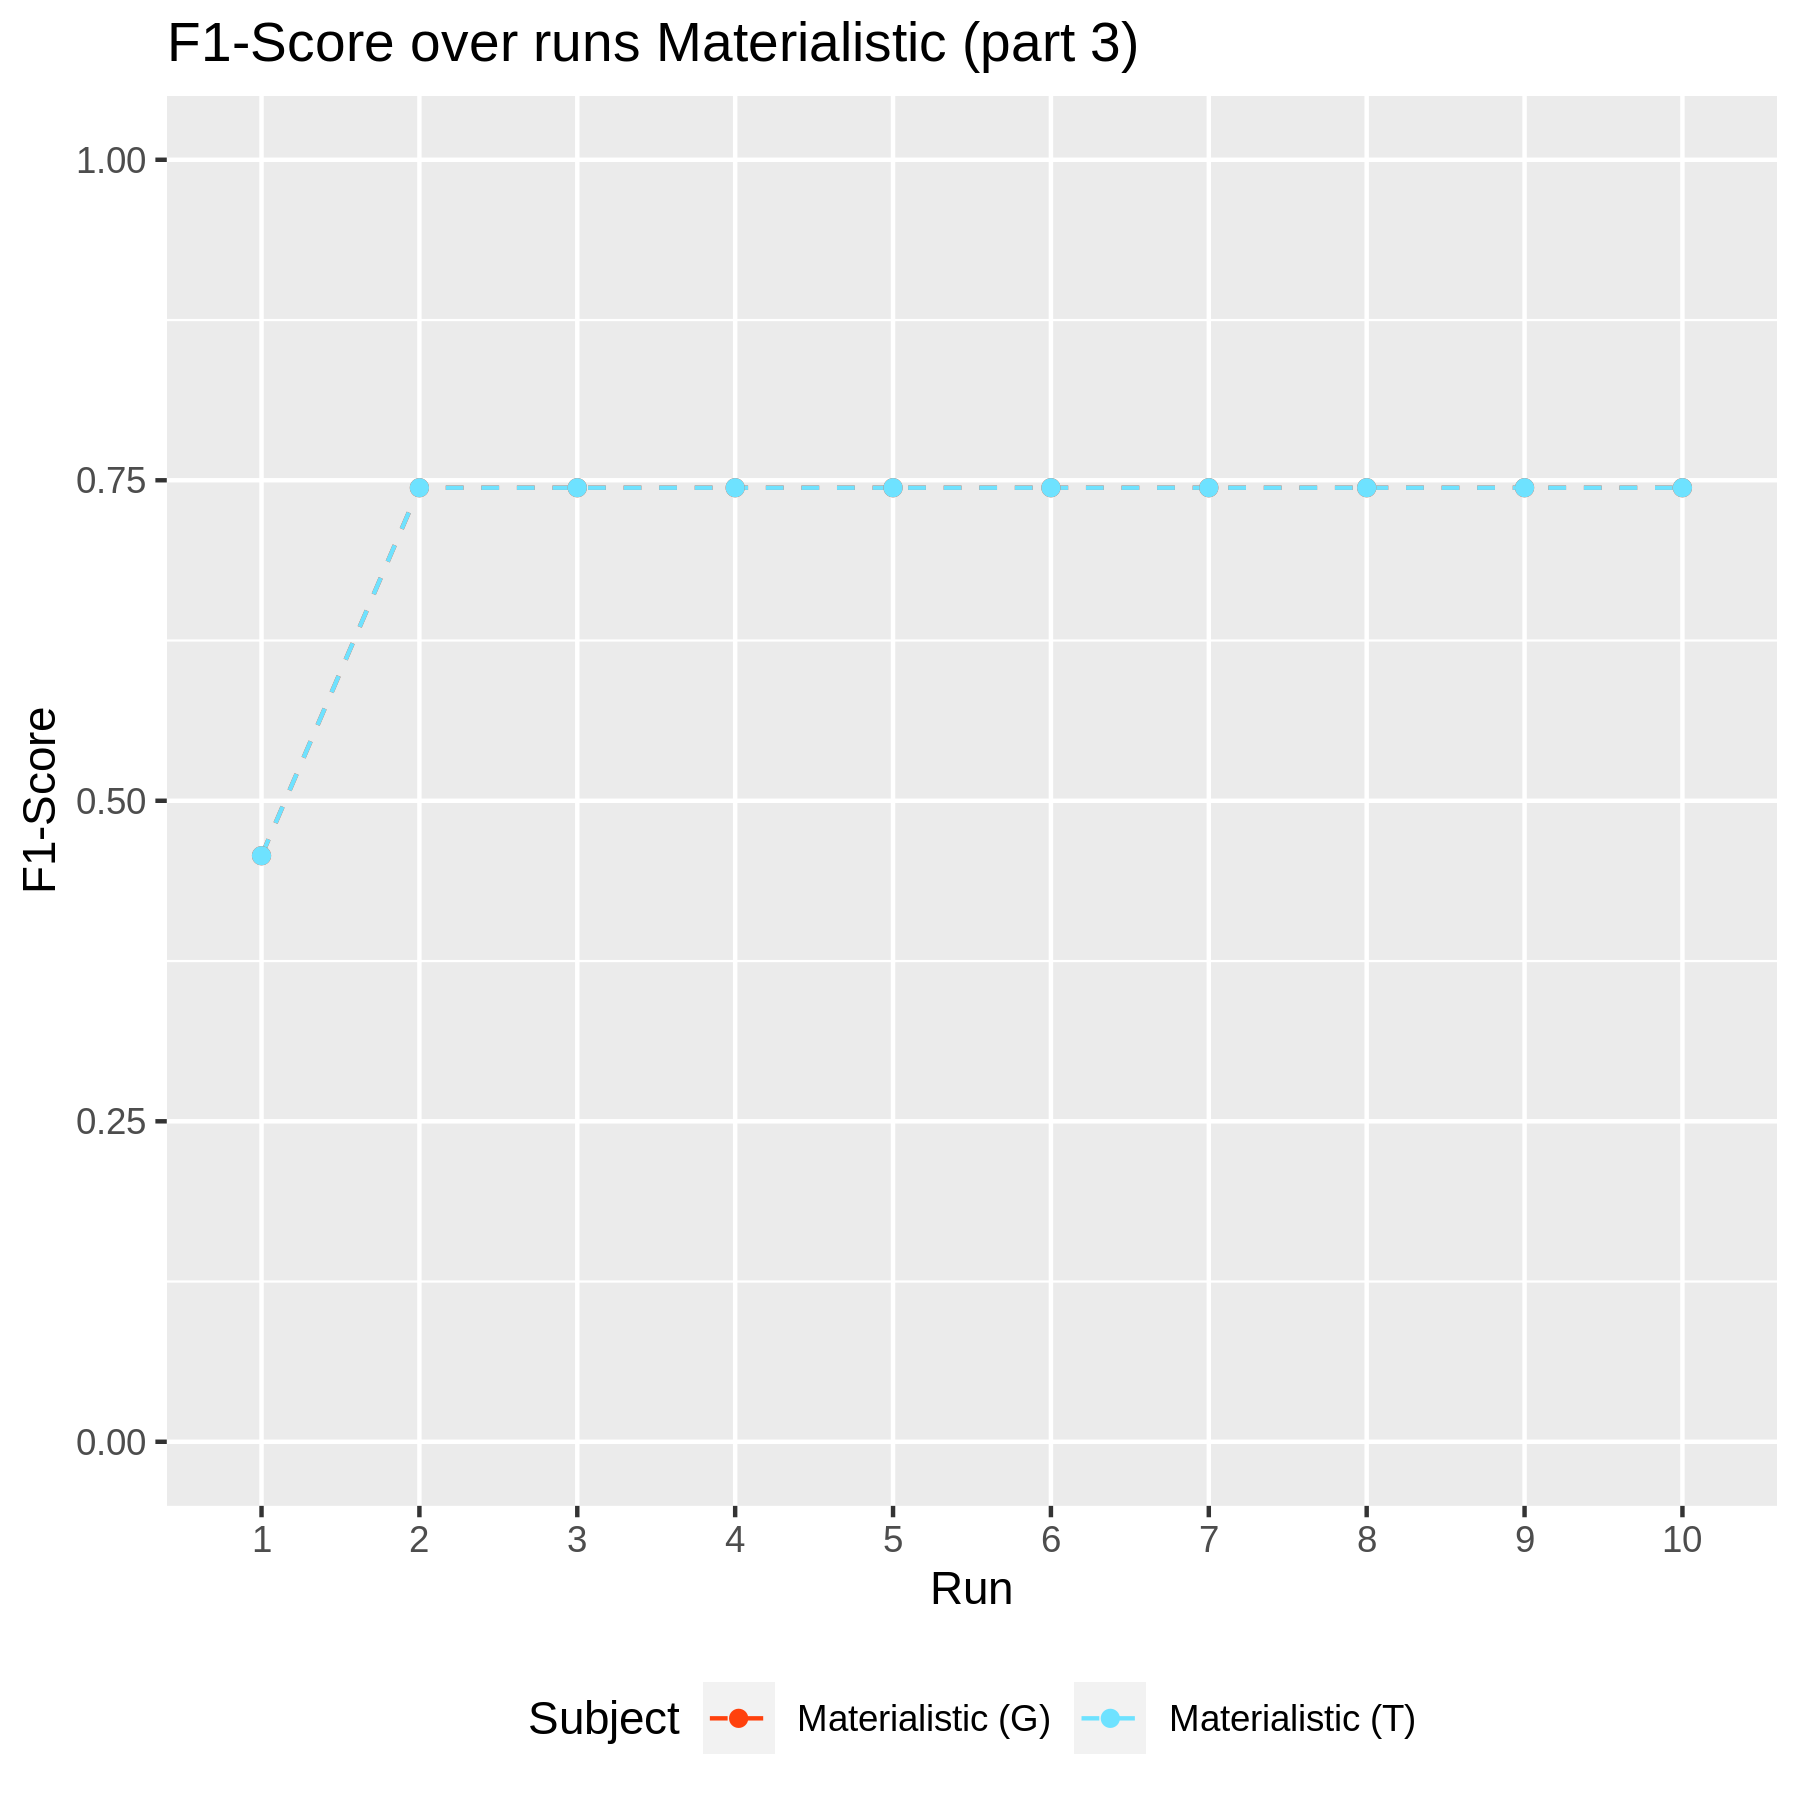 F1-Score over runs Materialistic (part 3)
F1-Score
1.00
0.75
0.50
0.25
0.00
1 2 3 4 5 6 7 8 9 10
Run
Subject Materialistic (G) Materialistic (T)